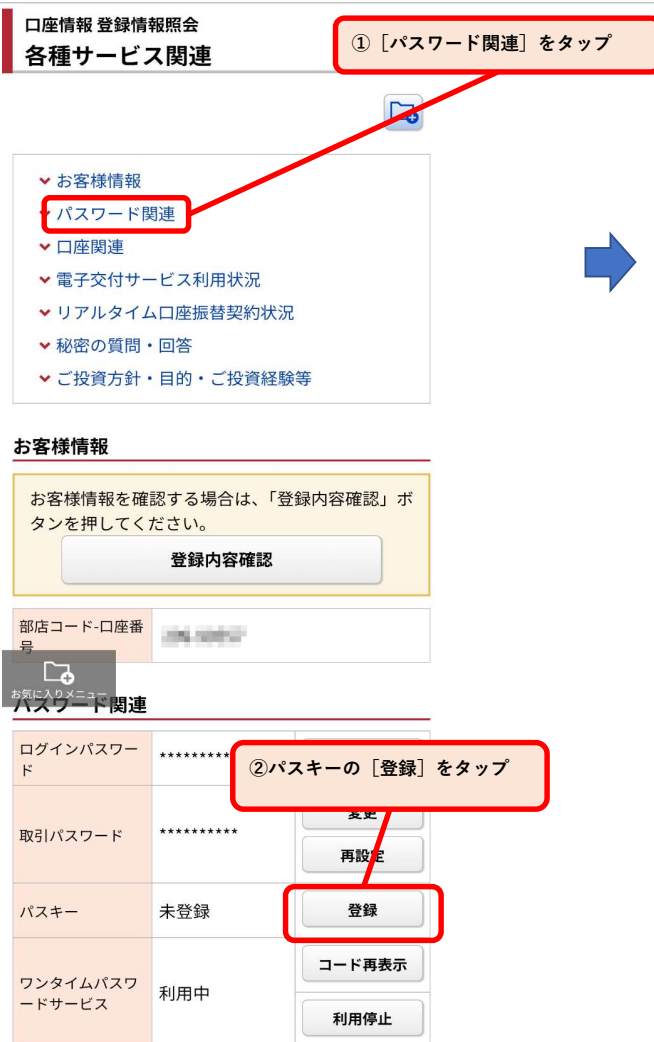 口座情報 登録情報照会
各種サービス関連
①［パスワード関連］をタップ
お客様情報
パスワード関連
口座関連
電子交付サービス利用状況
リアルタイム口座振替契約状況
秘密の質問・回答
ご投資方針・目的・ご投資経験等
お客様情報
お客様情報を確認する場合は、「登録内容確認」ボ
タンを押してください。
登録内容確認
部店コード-口座番
号
お気に入りメニュー
パスワード関連
ログインパスワー
ド
**********
②パスキーの［登録］をタップ
変更
取引パスワード
**********
再設定
パスキー
未登録
登録
ワンタイムパスワ
ードサービス
利用中
コード再表示
利用停止